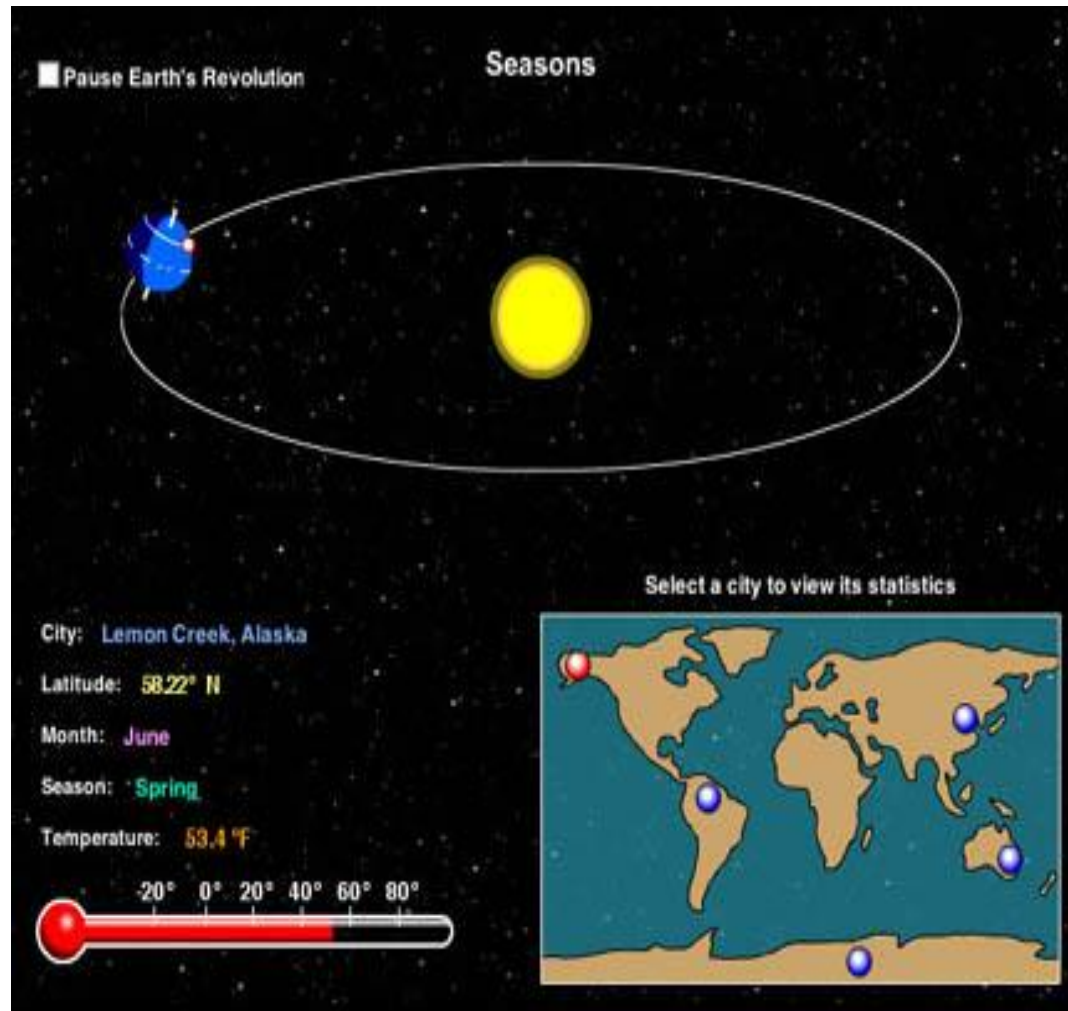 Seasons
Pause Earth's Revolution
Select a city to view its statistics
City: Lemon Creek, Alaska
Latitude: 58.22° N
Month: June
Season: Spring
Temperature: 53.4 °F
-20° 0° 20° 40° 60° 80°